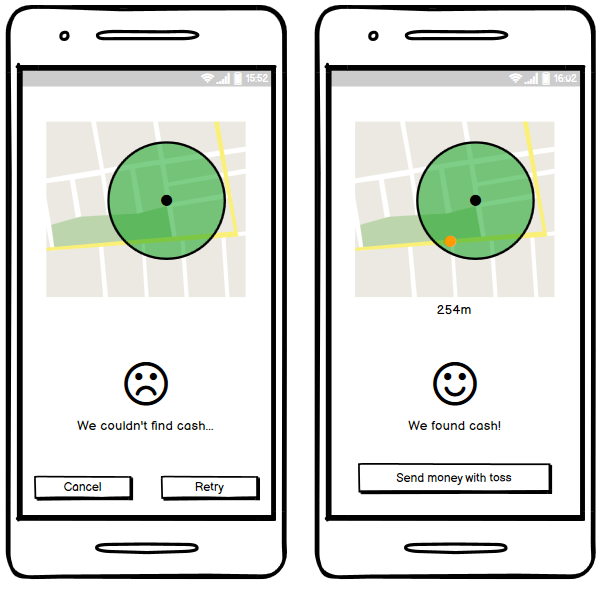 15:52
We couldn't find cash...
Cancel
Retry
16:02
254m
We found cash!
Send money with toss